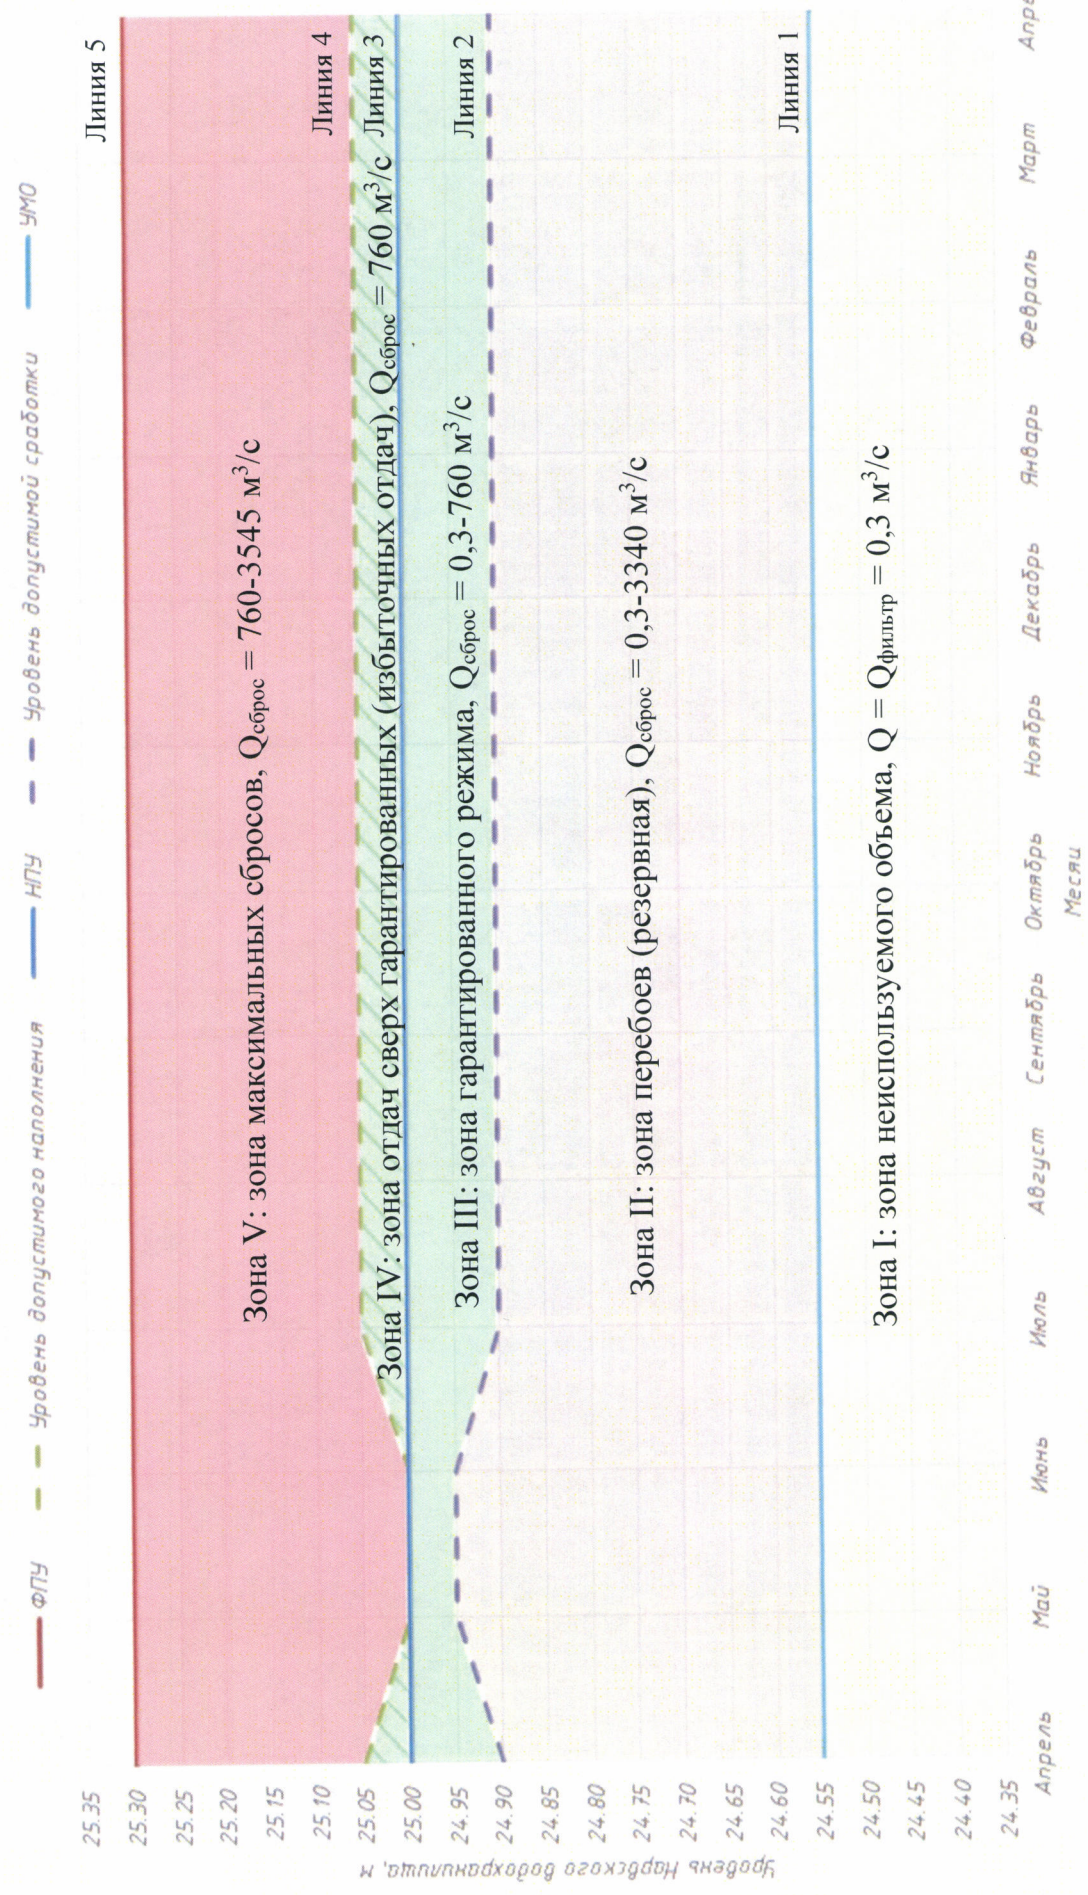 ФПУ
Уровень допустимого наполнения
НПУ
Уровень допустимой сработки
УМО
Линия 5
Линия 4
Линия 3
Линия 2
Линия 1
Зона V: зона максимальных сбросов, Qсброс = 760-3545 м³/с
Зона IV: зона отдач сверх гарантированных (избыточных отдач), Qсброс = 760 м³/с
Зона III: зона гарантированного режима, Qсброс = 0,3-760 м³/с
Зона II: зона перебоев (резервная), Qсброс = 0,3-3340 м³/с
Зона I: зона неиспользуемого объема, Q = Qфильтр = 0,3 м³/с
Уровень Нарвского водохранилища, м
25.35
25.30
25.25
25.20
25.15
25.10
25.05
25.00
24.95
24.90
24.85
24.80
24.75
24.70
24.65
24.60
24.55
24.50
24.45
24.40
24.35
Апрель
Май
Июнь
Июль
Август
Сентябрь
Октябрь
Ноябрь
Декабрь
Январь
Февраль
Март
Апре
Месяц